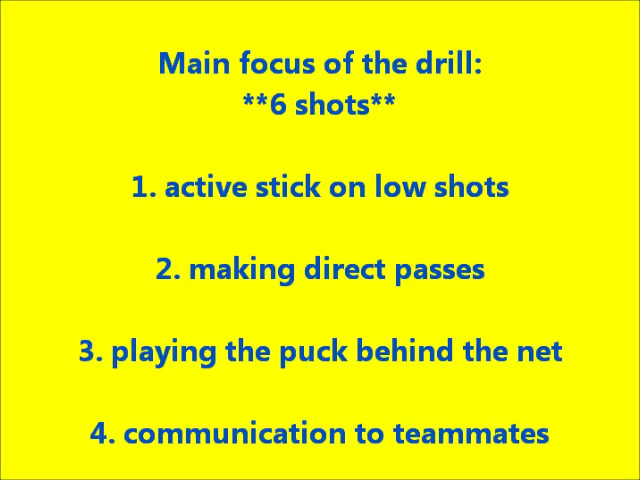 Main focus of the drill:
**6 shots**
1. active stick on low shots
2. making direct passes
3. playing the puck behind the net
4. communication to teammates